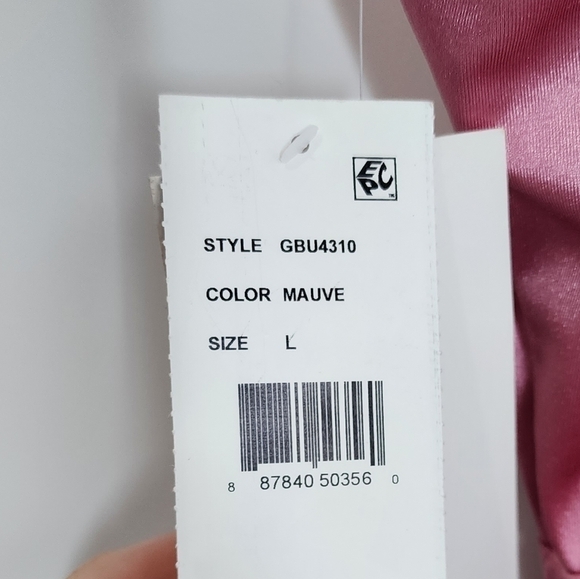 EPC
STYLE GBU4310
COLOR MAUVE
SIZE L
8 87840 50356 0